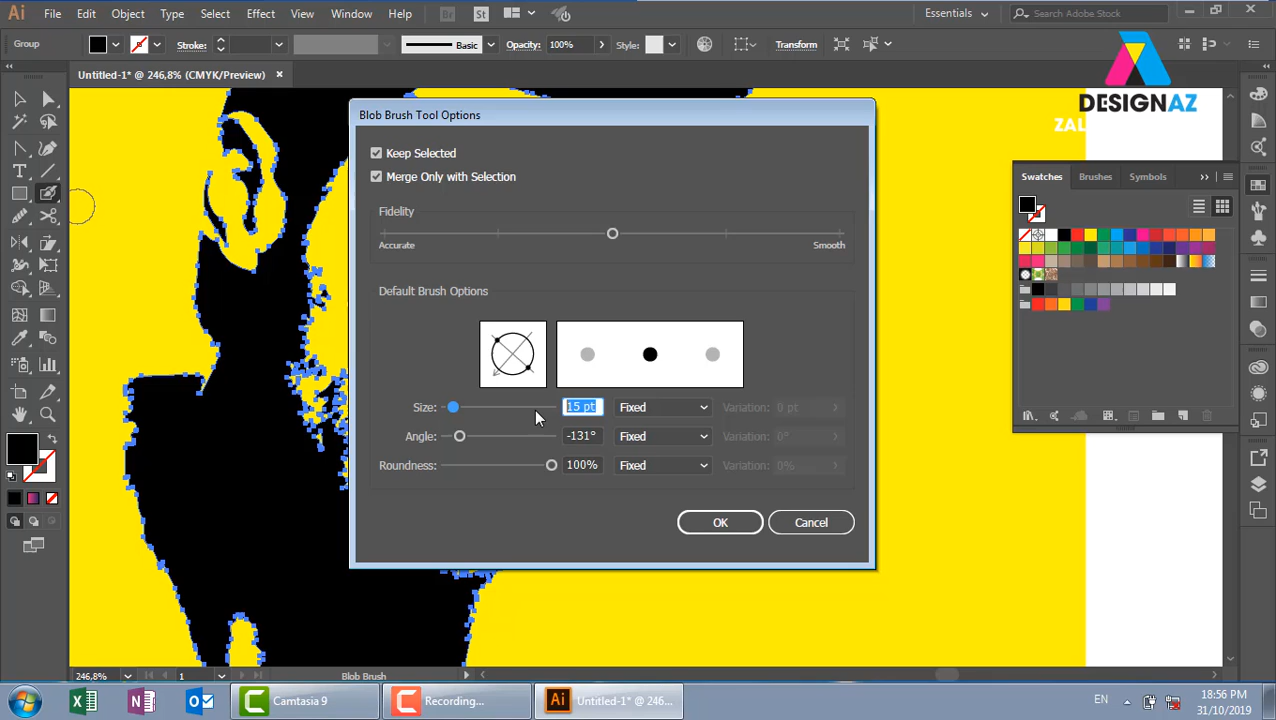 Ai File Edit Object Type Select Effect View Window Help Br St Essentials Search Adobe Stock
Group Stroke: Basic Opacity: 100% Style: Transform
Untitled-1* @ 246,8% (CMYK/Preview) ×
DESIGNAZ
ZAL
Blob Brush Tool Options
Keep Selected
Merge Only with Selection
Fidelity
Accurate Smooth
Default Brush Options
Size: 15 pt Fixed Variation: 0 pt
Angle: -131° Fixed Variation: 0°
Roundness: 100% Fixed Variation: 0%
OK Cancel
Swatches Brushes Symbols
246,8% 1 Blob Brush
Camtasia 9 Recording... Ai Untitled-1* @ 246... EN 18:56 PM
31/10/2019